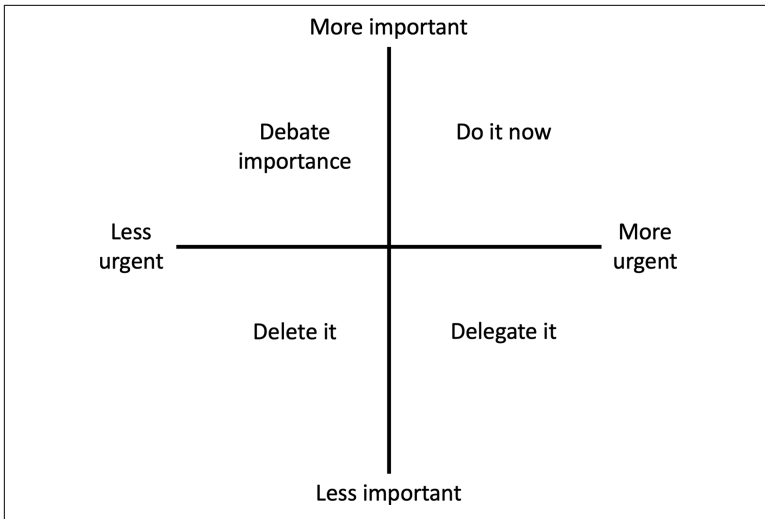 More important
Debate
importance
Do it now
Less
urgent
More
urgent
Delete it
Delegate it
Less important